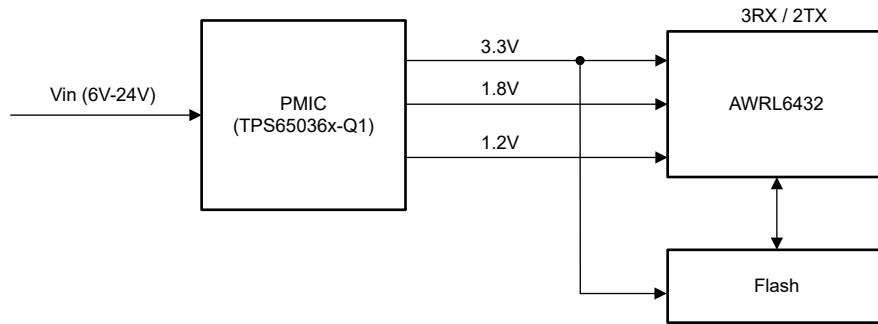 3RX / 2TX
3.3V
Vin (6V-24V)
1.8V
PMIC
(TPS65036x-Q1)
AWRL6432
1.2V
Flash